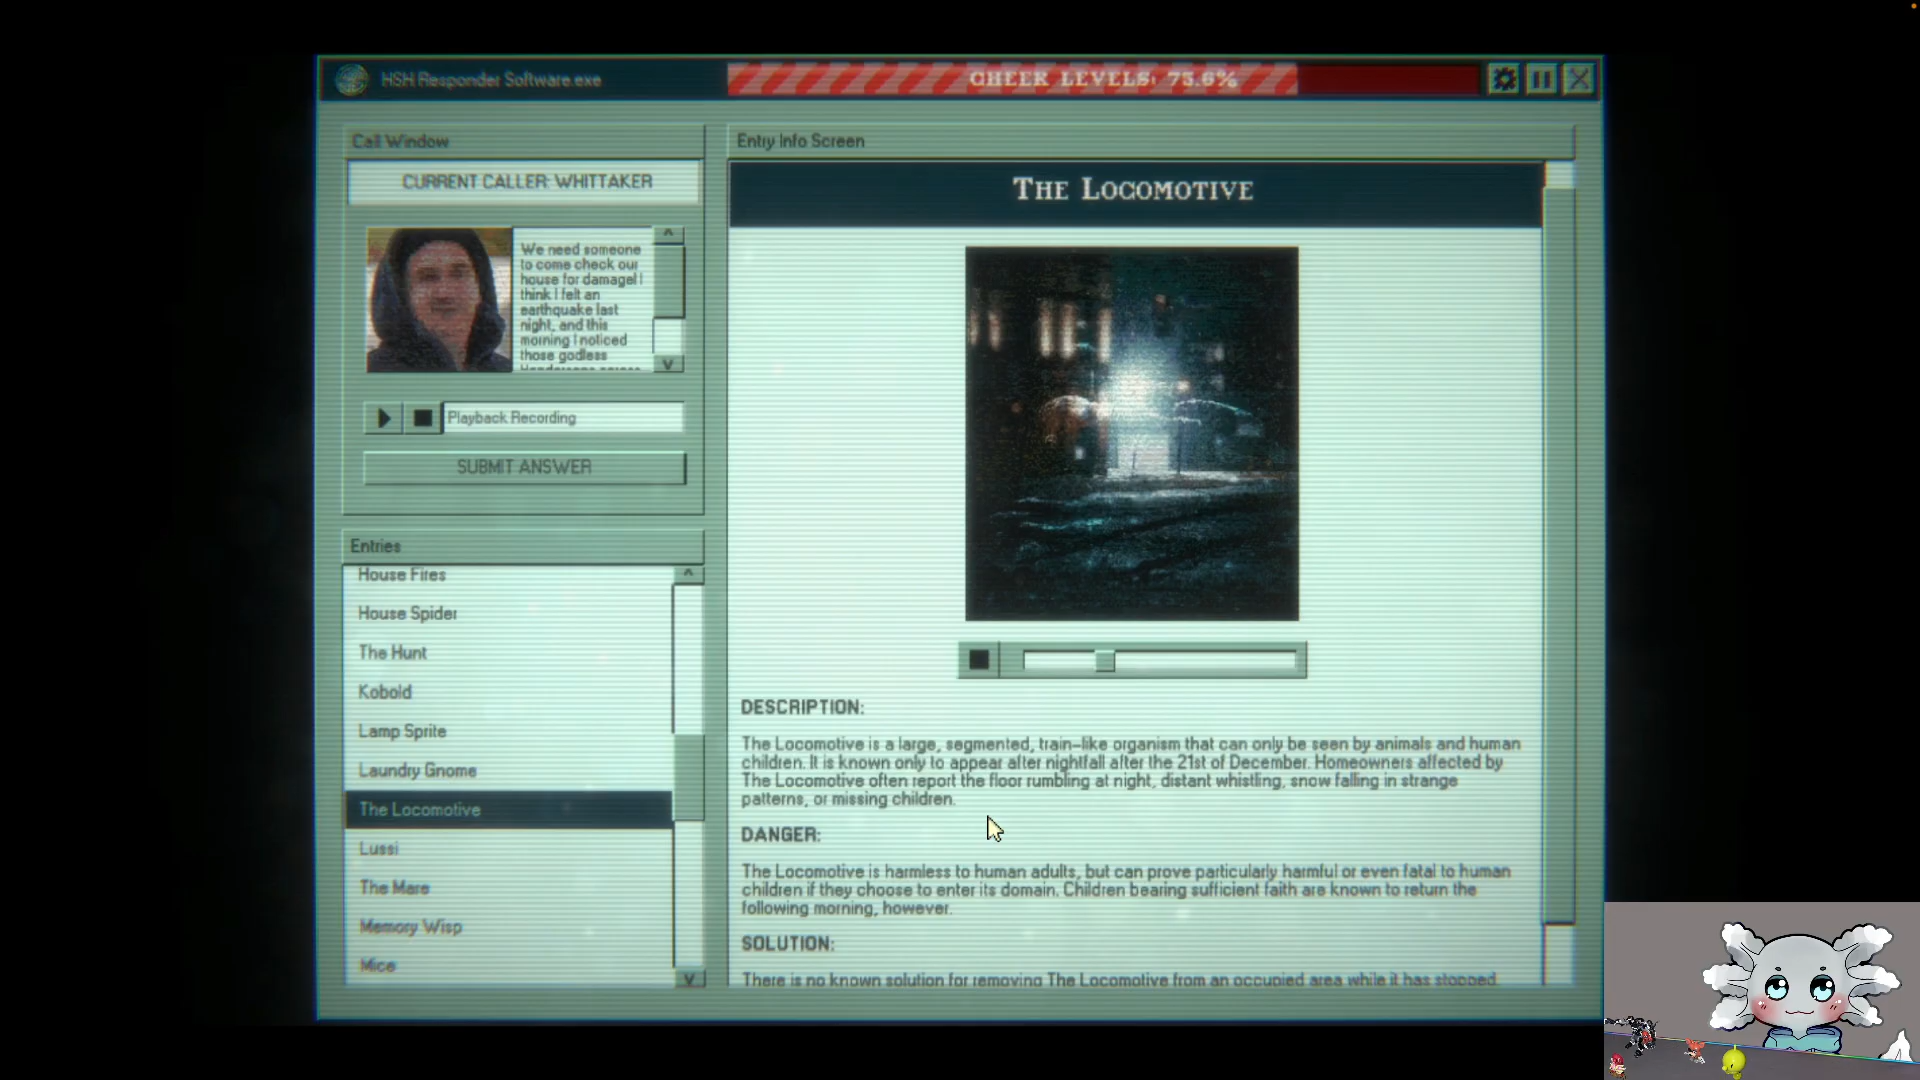 HSH Responder Software.exe
CHEER LEVELS: 75.6%
Call Window
CURRENT CALLER: WHITTAKER
We need someone
to come check our
house for damage! I
think I felt an
earthquake last
night, and this
morning I noticed
those godless
Playback Recording
SUBMIT ANSWER
Entries
House Fires
House Spider
The Hunt
Kobold
Lamp Sprite
Laundry Gnome
The Locomotive
Lussi
The Mare
Memory Wisp
Mice
Entry Info Screen
THE LOCOMOTIVE
DESCRIPTION:
The Locomotive is a large, segmented, train-like organism that can only be seen by animals and human
children. It is known only to appear after nightfall after the 21st of December. Homeowners affected by
The Locomotive often report the floor rumbling at night, distant whistling, snow falling in strange
patterns, or missing children.
DANGER:
The Locomotive is harmless to human adults, but can prove particularly harmful or even fatal to human
children if they choose to enter its domain. Children bearing sufficient faith are known to return the
following morning, however.
SOLUTION:
There is no known solution for removing The Locomotive from an occupied area while it has stopped.